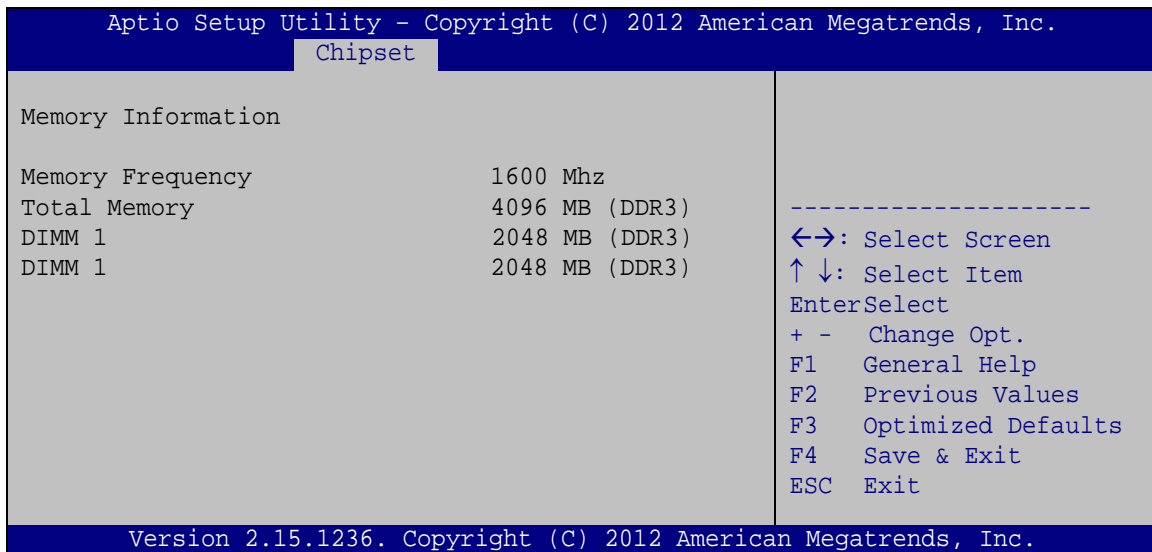 Aptio Setup Utility – Copyright (C) 2012 American Megatrends, Inc.
Chipset
Memory Information
Memory Frequency 1600 Mhz
Total Memory 4096 MB (DDR3)
DIMM 1 2048 MB (DDR3)
DIMM 1 2048 MB (DDR3)
---------------------
←→: Select Screen
↑ ↓: Select Item
EnterSelect
+ - Change Opt.
F1 General Help
F2 Previous Values
F3 Optimized Defaults
F4 Save & Exit
ESC Exit
Version 2.15.1236. Copyright (C) 2012 American Megatrends, Inc.